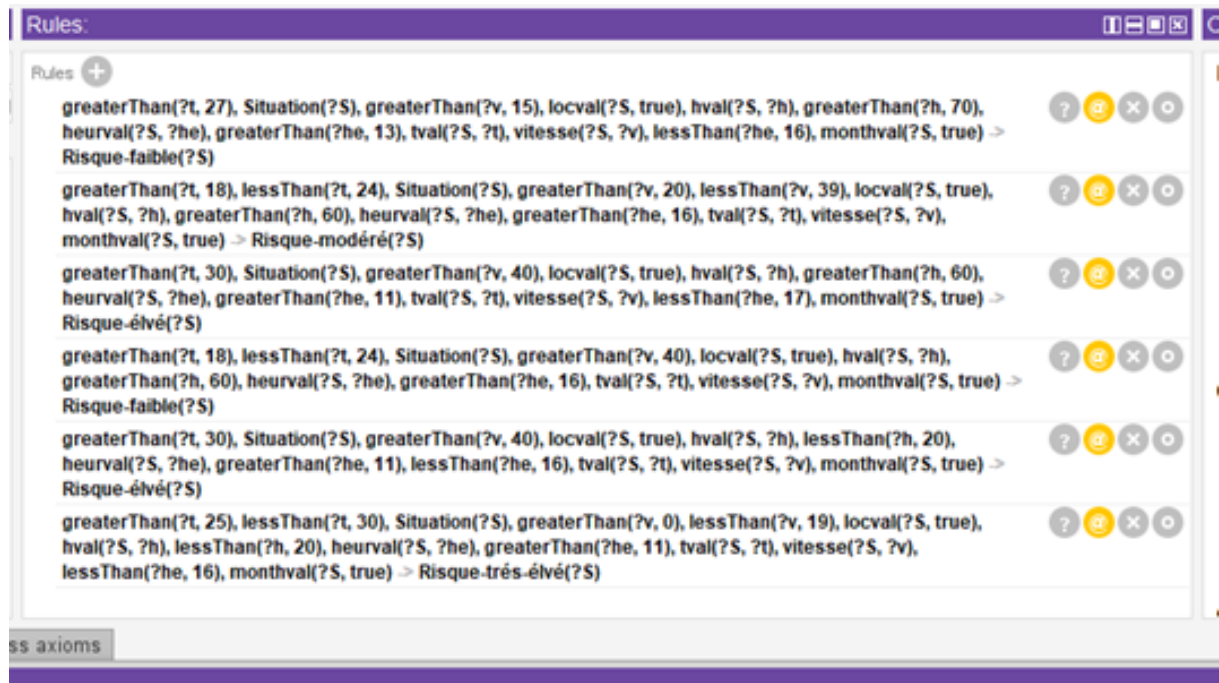 Rules:
Rules
greaterThan(?t, 27), Situation(?S), greaterThan(?v, 15), locval(?S, true), hval(?S, ?h), greaterThan(?h, 70),
heurval(?S, ?he), greaterThan(?he, 13), tval(?S, ?t), vitesse(?S, ?v), lessThan(?he, 16), monthval(?S, true) ->
Risque-faible(?S)
greaterThan(?t, 18), lessThan(?t, 24), Situation(?S), greaterThan(?v, 20), lessThan(?v, 39), locval(?S, true),
hval(?S, ?h), greaterThan(?h, 60), heurval(?S, ?he), greaterThan(?he, 16), tval(?S, ?t), vitesse(?S, ?v),
monthval(?S, true) -> Risque-modéré(?S)
greaterThan(?t, 30), Situation(?S), greaterThan(?v, 40), locval(?S, true), hval(?S, ?h), greaterThan(?h, 60),
heurval(?S, ?he), greaterThan(?he, 11), tval(?S, ?t), vitesse(?S, ?v), lessThan(?he, 17), monthval(?S, true) ->
Risque-élvé(?S)
greaterThan(?t, 18), lessThan(?t, 24), Situation(?S), greaterThan(?v, 40), locval(?S, true), hval(?S, ?h),
greaterThan(?h, 60), heurval(?S, ?he), greaterThan(?he, 16), tval(?S, ?t), vitesse(?S, ?v), monthval(?S, true) ->
Risque-faible(?S)
greaterThan(?t, 30), Situation(?S), greaterThan(?v, 40), locval(?S, true), hval(?S, ?h), lessThan(?h, 20),
heurval(?S, ?he), greaterThan(?he, 11), lessThan(?he, 16), tval(?S, ?t), vitesse(?S, ?v), monthval(?S, true) ->
Risque-élvé(?S)
greaterThan(?t, 25), lessThan(?t, 30), Situation(?S), greaterThan(?v, 0), lessThan(?v, 19), locval(?S, true),
hval(?S, ?h), lessThan(?h, 20), heurval(?S, ?he), greaterThan(?he, 11), tval(?S, ?t), vitesse(?S, ?v),
lessThan(?he, 16), monthval(?S, true) -> Risque-trés-élvé(?S)
ss axioms